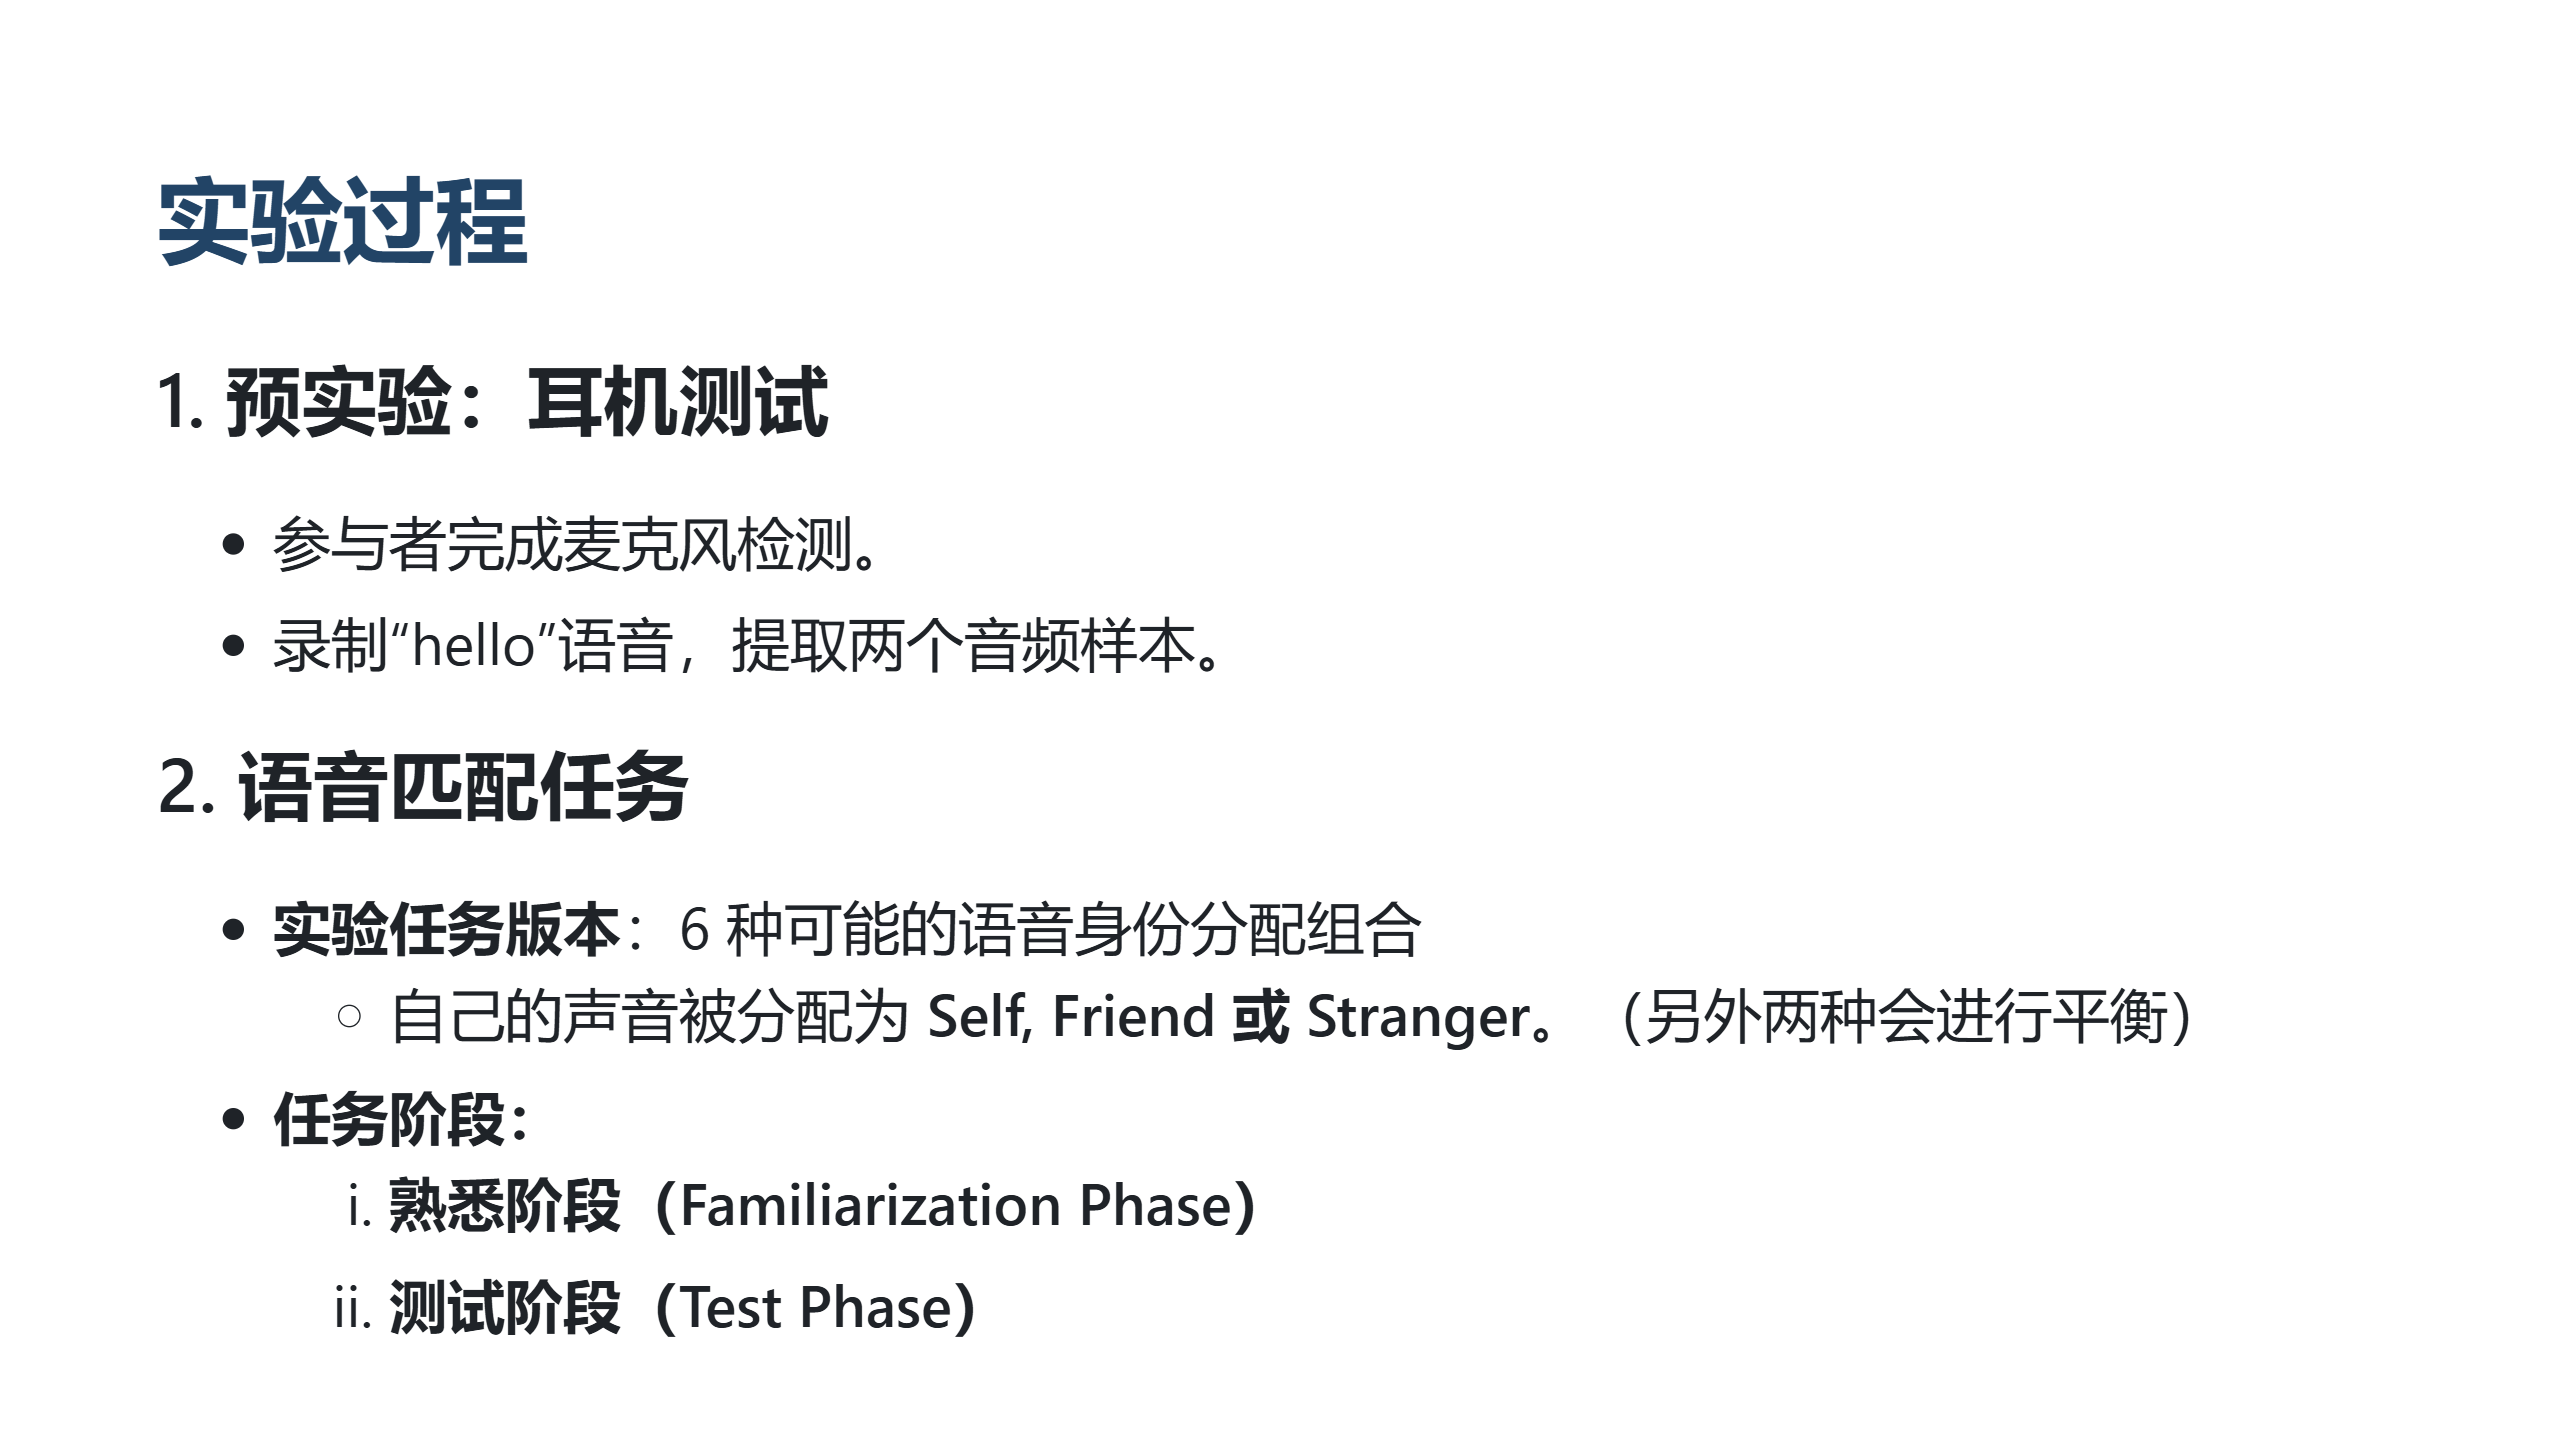 实验过程
1. 预实验：耳机测试
• 参与者完成麦克风检测。
• 录制“hello”语音，提取两个音频样本。
2. 语音匹配任务
• 实验任务版本：6 种可能的语音身份分配组合
○ 自己的声音被分配为 Self, Friend 或 Stranger。（另外两种会进行平衡）
• 任务阶段：
i. 熟悉阶段（Familiarization Phase）
ii. 测试阶段（Test Phase）